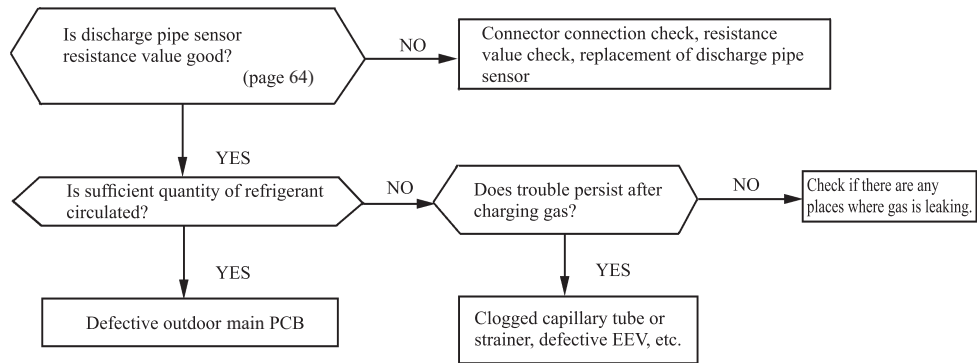 Is discharge pipe sensor
resistance value good?
(page 64)
NO
Connector connection check, resistance
value check, replacement of discharge pipe
sensor
YES
Is sufficient quantity of refrigerant
circulated?
NO
Does trouble persist after
charging gas?
NO
Check if there are any
places where gas is leaking.
YES
YES
Defective outdoor main PCB
Clogged capillary tube or
strainer, defective EEV, etc.